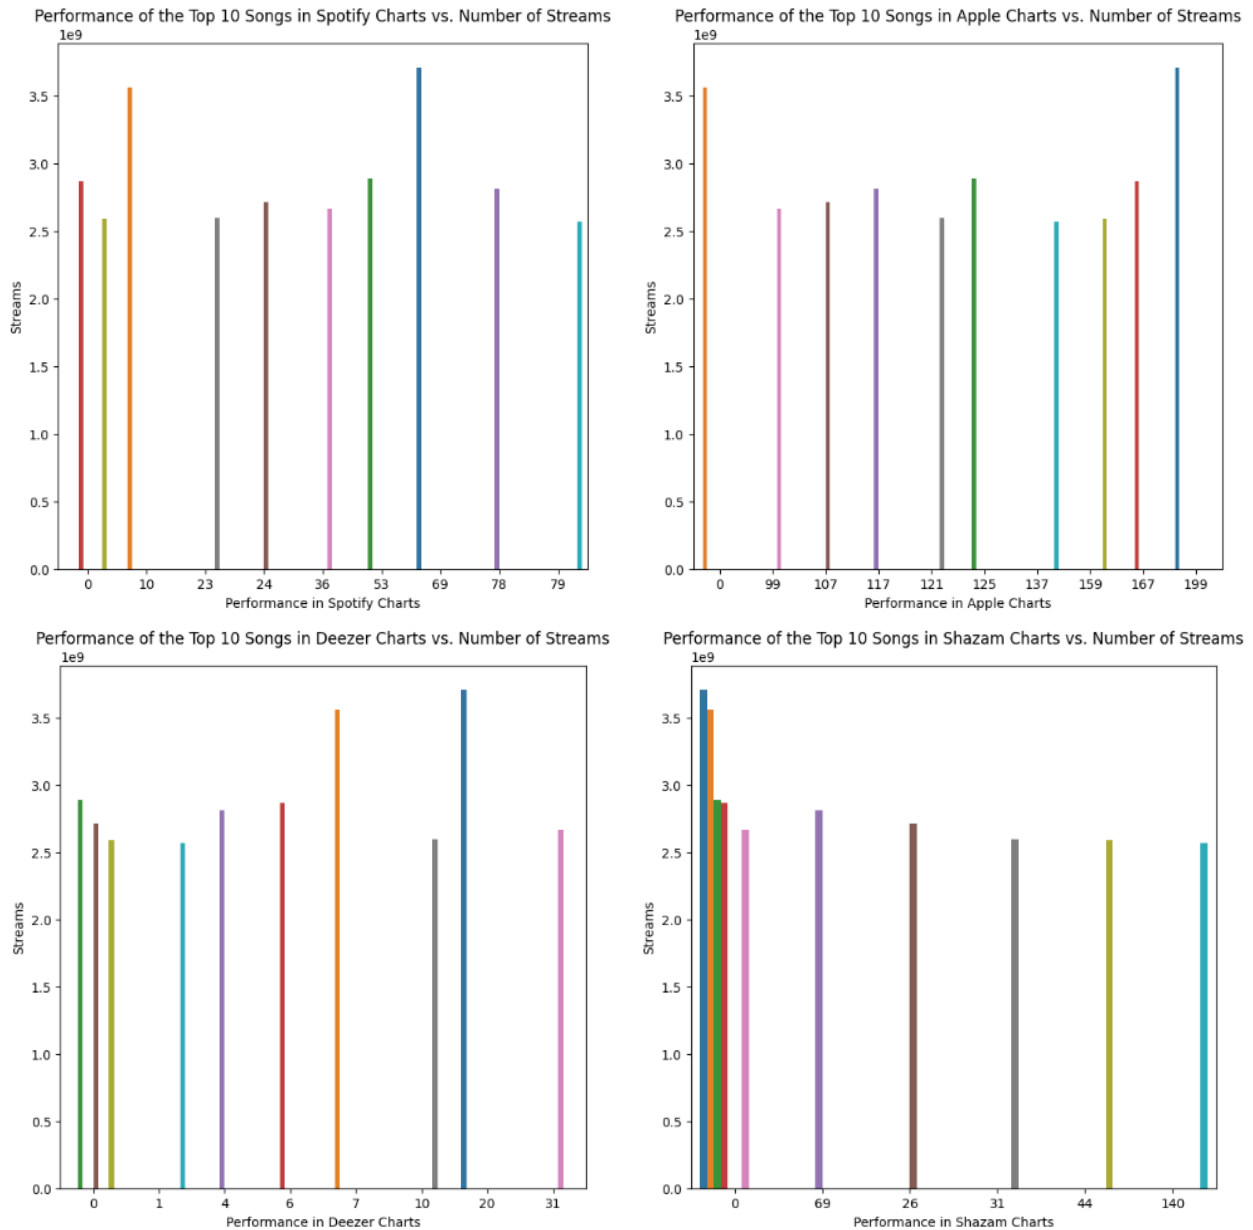 Performance of the Top 10 Songs in Spotify Charts vs. Number of Streams
1e9
3.5
3.0
2.5
2.0
1.5
1.0
0.5
0.0
Streams
0 10 23 24 36 53 69 78 79
Performance in Spotify Charts
Performance of the Top 10 Songs in Apple Charts vs. Number of Streams
1e9
3.5
3.0
2.5
2.0
1.5
1.0
0.5
0.0
Streams
0 99 107 117 121 125 137 159 167 199
Performance in Apple Charts
Performance of the Top 10 Songs in Deezer Charts vs. Number of Streams
1e9
3.5
3.0
2.5
2.0
1.5
1.0
0.5
0.0
Streams
0 1 4 6 7 10 20 31
Performance in Deezer Charts
Performance of the Top 10 Songs in Shazam Charts vs. Number of Streams
1e9
3.5
3.0
2.5
2.0
1.5
1.0
0.5
0.0
Streams
0 69 26 31 44 140
Performance in Shazam Charts